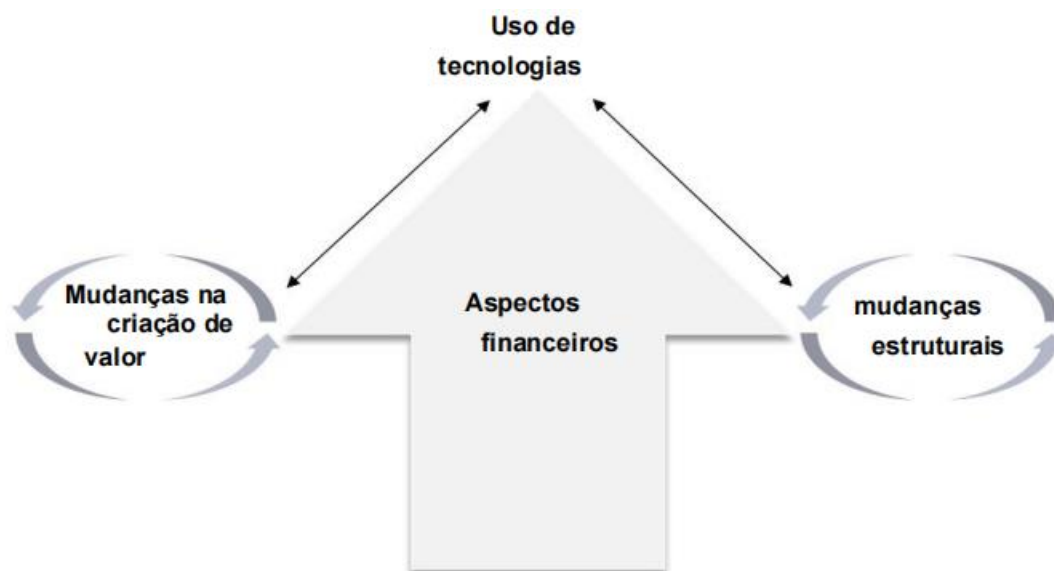 Uso de
tecnologias
Mudanças na
criação de
valor
Aspectos
financeiros
mudanças
estruturais